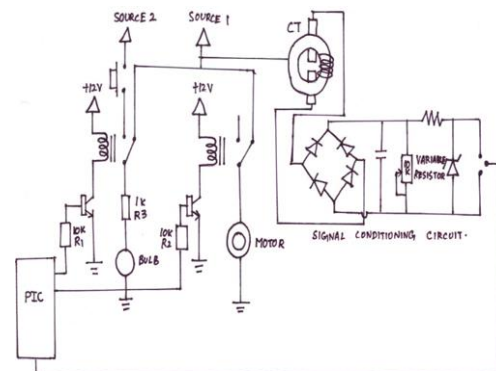 SOURCE 2
SOURCE 1
CT
+12V
+12V
VARIABLE
RESISTOR
1K
R3
10K
R1
10K
R2
MOTOR
SIGNAL CONDITIONING CIRCUIT.
BULB
PIC